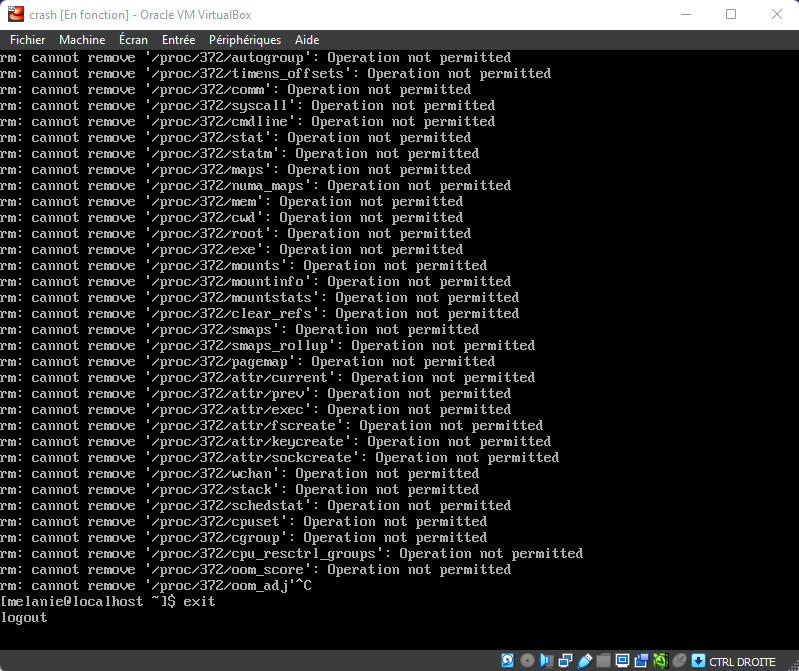 crash [En fonction] - Oracle VM VirtualBox
Fichier Machine Écran Entrée Périphériques Aide
rm: cannot remove '/proc/372/autogroup': Operation not permitted
rm: cannot remove '/proc/372/timens_offsets': Operation not permitted
rm: cannot remove '/proc/372/comm': Operation not permitted
rm: cannot remove '/proc/372/syscall': Operation not permitted
rm: cannot remove '/proc/372/cmdline': Operation not permitted
rm: cannot remove '/proc/372/stat': Operation not permitted
rm: cannot remove '/proc/372/statm': Operation not permitted
rm: cannot remove '/proc/372/maps': Operation not permitted
rm: cannot remove '/proc/372/numa_maps': Operation not permitted
rm: cannot remove '/proc/372/mem': Operation not permitted
rm: cannot remove '/proc/372/cwd': Operation not permitted
rm: cannot remove '/proc/372/root': Operation not permitted
rm: cannot remove '/proc/372/exe': Operation not permitted
rm: cannot remove '/proc/372/mounts': Operation not permitted
rm: cannot remove '/proc/372/mountinfo': Operation not permitted
rm: cannot remove '/proc/372/mountstats': Operation not permitted
rm: cannot remove '/proc/372/clear_refs': Operation not permitted
rm: cannot remove '/proc/372/smaps': Operation not permitted
rm: cannot remove '/proc/372/smaps_rollup': Operation not permitted
rm: cannot remove '/proc/372/pagemap': Operation not permitted
rm: cannot remove '/proc/372/attr/current': Operation not permitted
rm: cannot remove '/proc/372/attr/prev': Operation not permitted
rm: cannot remove '/proc/372/attr/exec': Operation not permitted
rm: cannot remove '/proc/372/attr/fscreate': Operation not permitted
rm: cannot remove '/proc/372/attr/keycreate': Operation not permitted
rm: cannot remove '/proc/372/attr/sockcreate': Operation not permitted
rm: cannot remove '/proc/372/wchan': Operation not permitted
rm: cannot remove '/proc/372/stack': Operation not permitted
rm: cannot remove '/proc/372/schedstat': Operation not permitted
rm: cannot remove '/proc/372/cpuset': Operation not permitted
rm: cannot remove '/proc/372/cgroup': Operation not permitted
rm: cannot remove '/proc/372/cpu_resctrl_groups': Operation not permitted
rm: cannot remove '/proc/372/oom_score': Operation not permitted
rm: cannot remove '/proc/372/oom_adj'^C
[melanie@localhost ~]$ exit
logout
CTRL DROITE